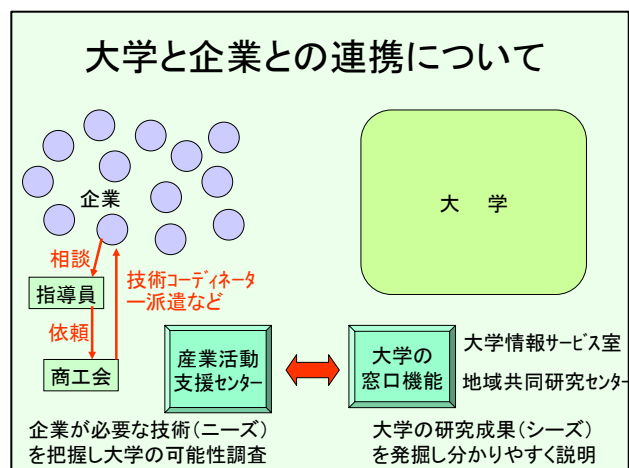 大学と企業との連携について
企業
大 学
相談
技術コーディネータ
ー派遣など
指導員
依頼
商工会
産業活動
支援センター
大学の
窓口機能
大学情報サービス室
地域共同研究センター
企業が必要な技術（ニーズ）
を把握し大学の可能性調査
大学の研究成果（シーズ）
を発掘し分かりやすく説明